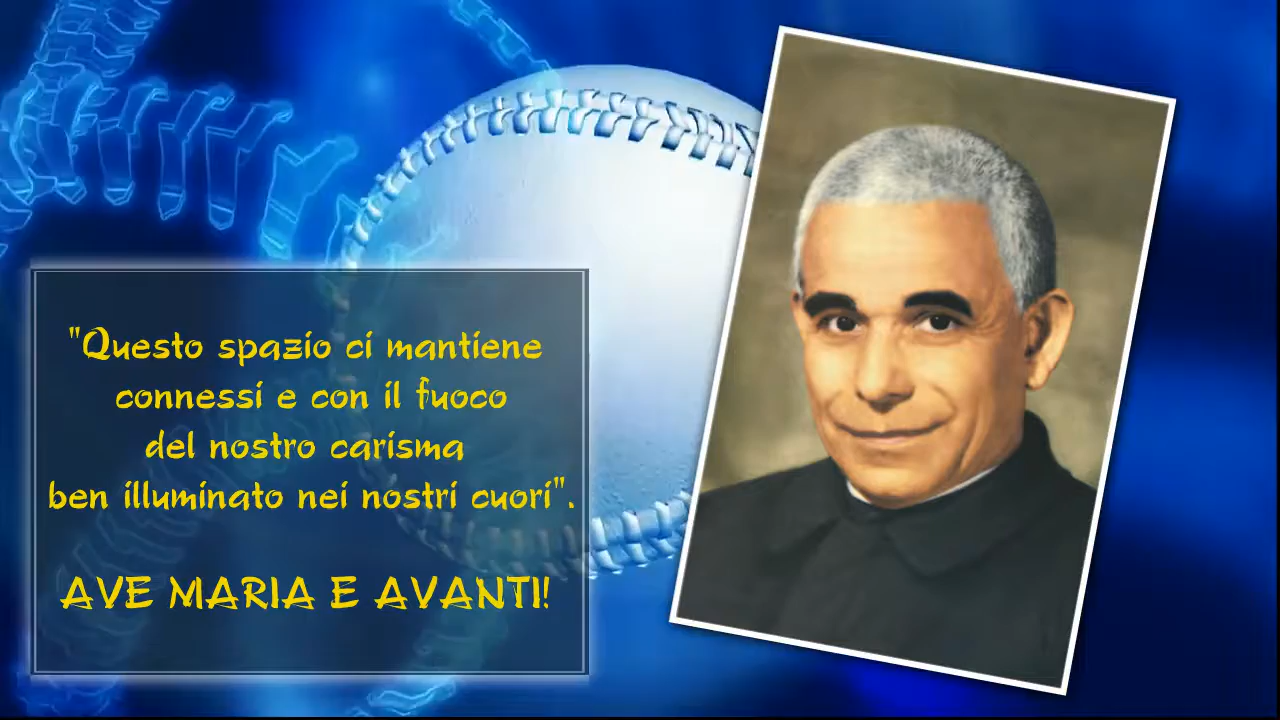 "Questo spazio ci mantiene
connessi e con il fuoco
del nostro carisma
ben illuminato nei nostri cuori".
AVE MARIA E AVANTI!